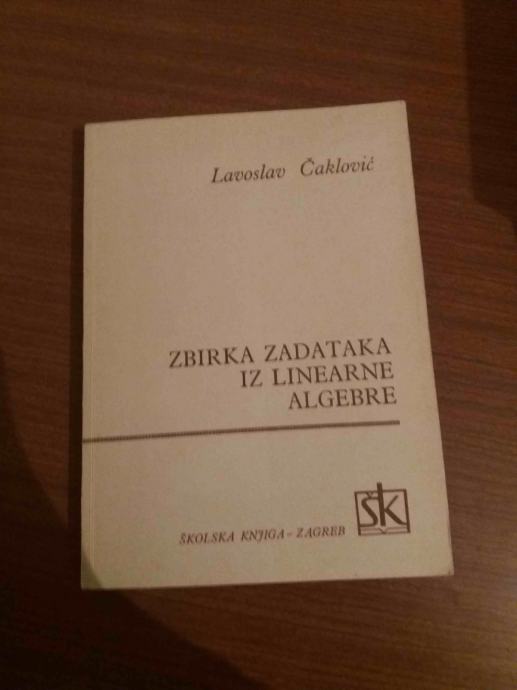 Lavoslav Čaklović
ZBIRKA ZADATAKA
IZ LINEARNE
ALGEBRE
ŠKOLSKA KNJIGA - ZAGREB
ŠK